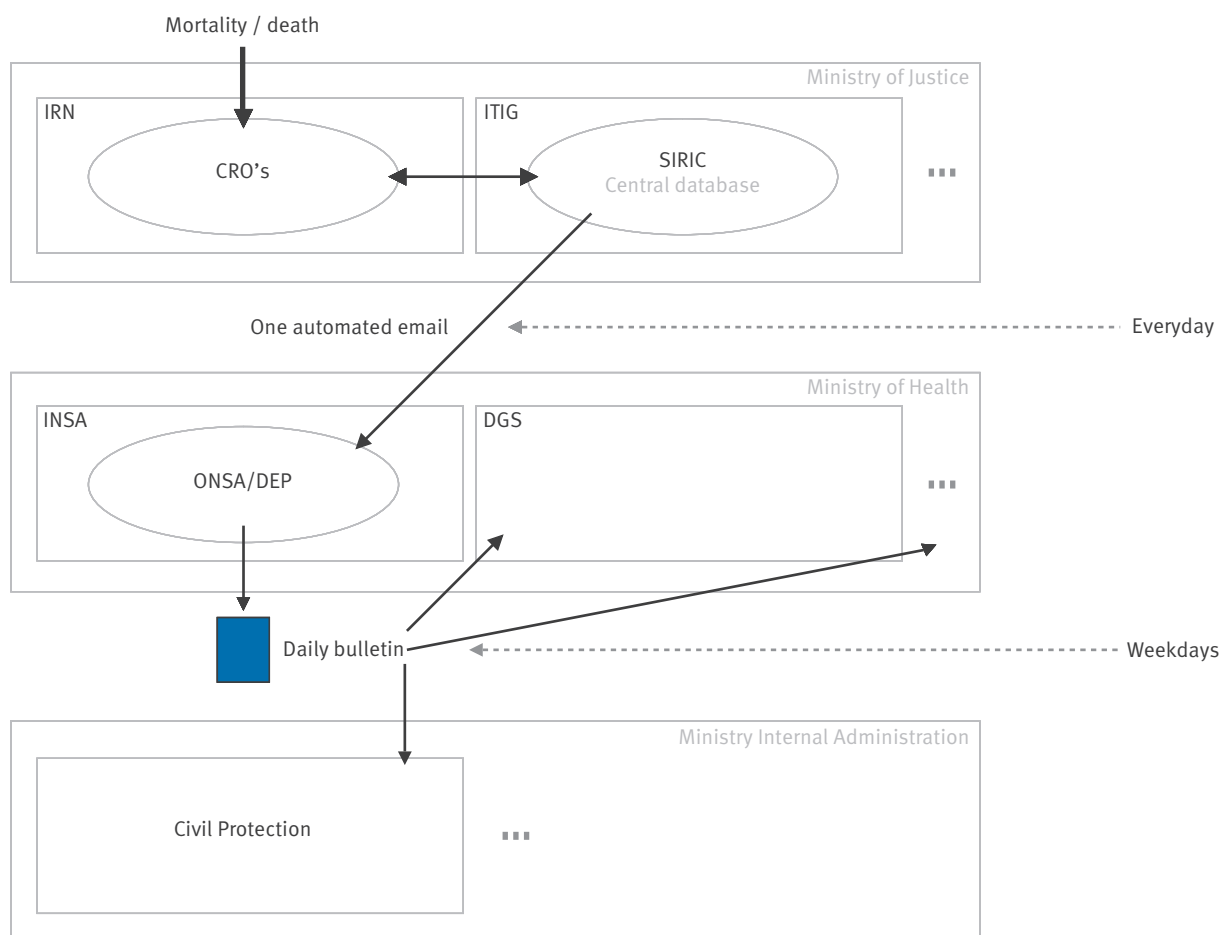 Mortality / death
Ministry of Justice
IRN
ITIG
CRO's
SIRIC
Central database
...
One automated email
Everyday
Ministry of Health
INSA
DGS
ONSA/DEP
...
Daily bulletin
Weekdays
Ministry Internal Administration
Civil Protection
...